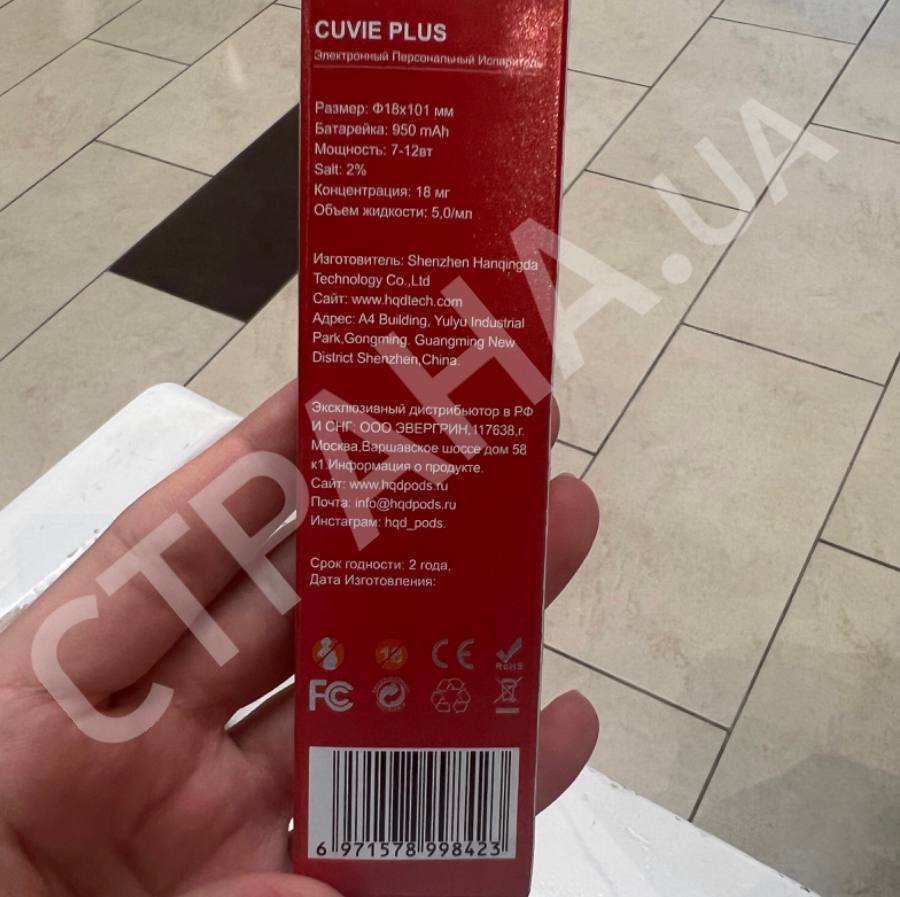 CUVIE PLUS
Электронный Персональный Испаритель
Размер: Ф18х101 мм
Батарейка: 950 mAh
Мощность: 7-12вт
Salt: 2%
Концентрация: 18 мг
Объем жидкости: 5,0/мл
Изготовитель: Shenzhen Hanqingda
Technology Co.,Ltd
Сайт: www.hqdtech.com
Адрес: A4 Building, Yulyu Industrial
Park,Gongming. Guangming New
District Shenzhen,China.
Эксклюзивный дистрибьютор в РФ
И СНГ: ООО ЭВЕРГРИН,117638,г.
Москва,Варшавское шоссе дом 58
к1.Информация о продукте.
Сайт: www.hqdpods.ru
Почта: info@hqdpods.ru
Инстаграм: hqd_pods.
Срок годности: 2 года,
Дата Изготовления:
18 CE RoHS
FC
6 971578 998423
СТРАНА.UA